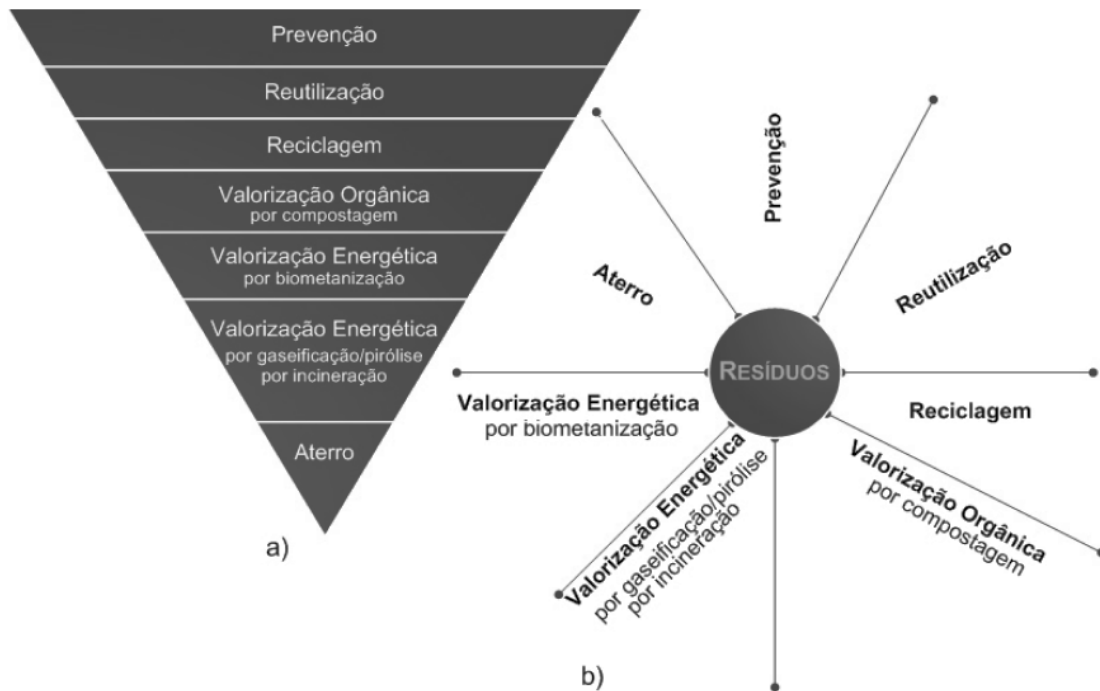 Prevenção
Reutilização
Reciclagem
Valorização Orgânica
por compostagem
Valorização Energética
por biometanização
Valorização Energética
por gaseificação/pirólise
por incineração
Aterro
a)
Prevenção
Reutilização
Reciclagem
Valorização Orgânica
por compostagem
Valorização Energética
por gaseificação/pirólise
por incineração
Valorização Energética
por biometanização
Aterro
RESÍDUOS
b)